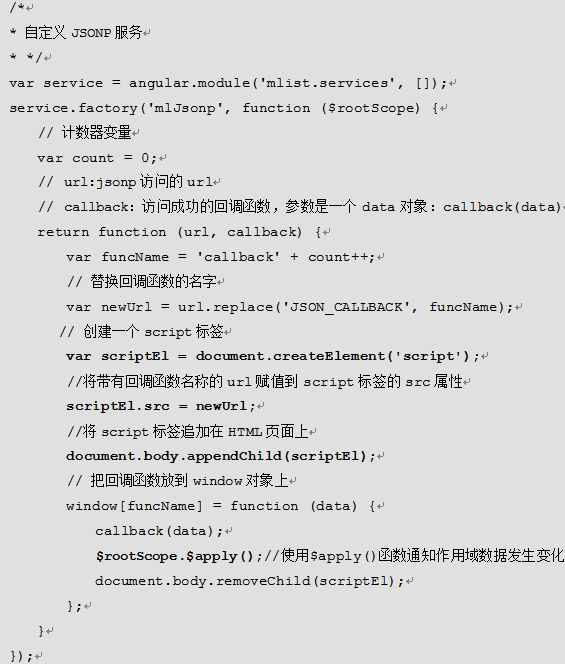 /*
* 自定义 JSONP 服务
* */
var service = angular.module('mlist.services', []);
service.factory('mlJsonp', function ($rootScope) {
// 计数器变量
var count = 0;
// url:jsonp 访问的 url
// callback: 访问成功的回调函数，参数是一个 data 对象：callback(data)
return function (url, callback) {
var funcName = 'callback' + count++;
// 替换回调函数的名字
var newUrl = url.replace('JSON_CALLBACK', funcName);
// 创建一个 script 标签
var scriptEl = document.createElement('script');
//将带有回调函数名称的 url 赋值到 script 标签的 src 属性
scriptEl.src = newUrl;
//将 script 标签追加在 HTML 页面上
document.body.appendChild(scriptEl);
// 把回调函数放到 window 对象上
window[funcName] = function (data) {
callback(data);
$rootScope.$apply();//使用$apply()函数通知作用域数据发生变化
document.body.removeChild(scriptEl);
};
}
});